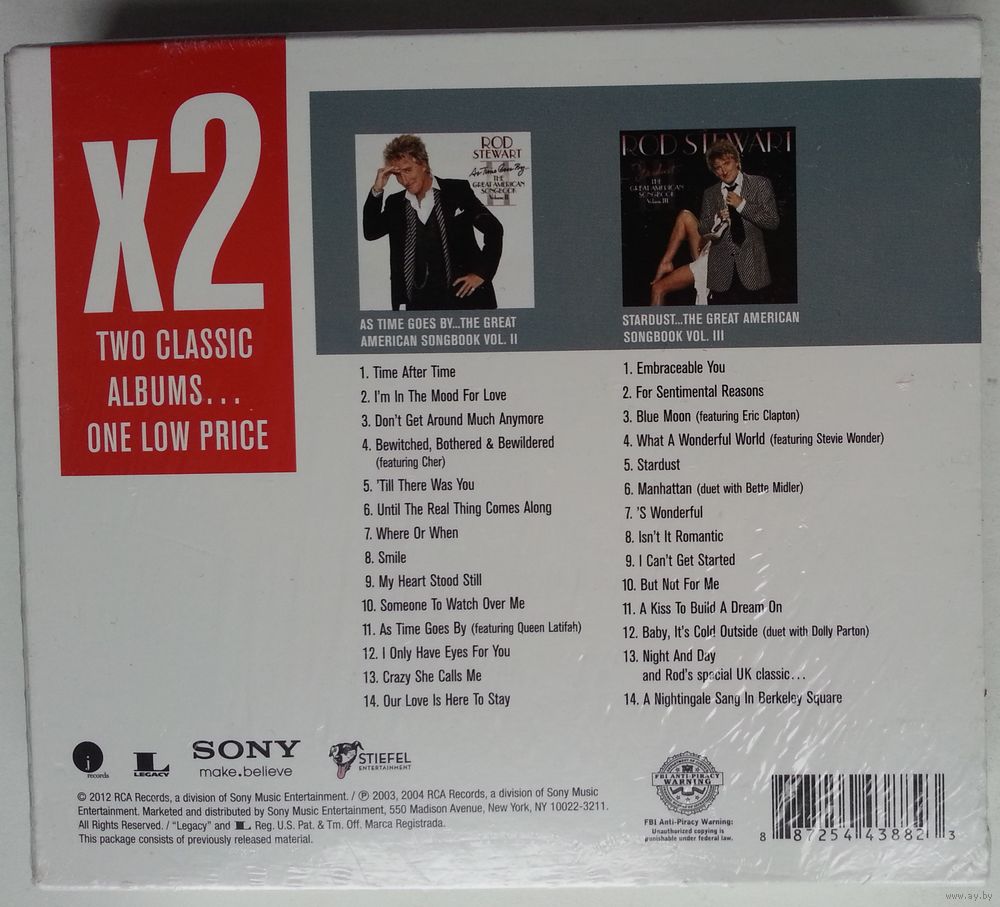 x2
TWO CLASSIC
ALBUMS...
ONE LOW PRICE
ROD
STEWART
As Time Goes By...
THE
GREAT AMERICAN
SONGBOOK
Volume II
ROD STEWART
Stardust
THE
GREAT AMERICAN
SONGBOOK
Volume III
AS TIME GOES BY...THE GREAT
AMERICAN SONGBOOK VOL. II
1. Time After Time
2. I'm In The Mood For Love
3. Don't Get Around Much Anymore
4. Bewitched, Bothered & Bewildered
(featuring Cher)
5. 'Till There Was You
6. Until The Real Thing Comes Along
7. Where Or When
8. Smile
9. My Heart Stood Still
10. Someone To Watch Over Me
11. As Time Goes By (featuring Queen Latifah)
12. I Only Have Eyes For You
13. Crazy She Calls Me
14. Our Love Is Here To Stay
STARDUST...THE GREAT AMERICAN
SONGBOOK VOL. III
1. Embraceable You
2. For Sentimental Reasons
3. Blue Moon (featuring Eric Clapton)
4. What A Wonderful World (featuring Stevie Wonder)
5. Stardust
6. Manhattan (duet with Bette Midler)
7. 'S Wonderful
8. Isn't It Romantic
9. I Can't Get Started
10. But Not For Me
11. A Kiss To Build A Dream On
12. Baby, It's Cold Outside (duet with Dolly Parton)
13. Night And Day
and Rod's special UK classic...
14. A Nightingale Sang In Berkeley Square
j
records
L
LEGACY
SONY
make.believe
STIEFEL
ENTERTAINMENT
© 2012 RCA Records, a division of Sony Music Entertainment. / ℗ 2003, 2004 RCA Records, a division of Sony Music
Entertainment. Marketed and distributed by Sony Music Entertainment, 550 Madison Avenue, New York, NY 10022-3211.
All Rights Reserved. / "Legacy" and L Reg. U.S. Pat. & Tm. Off. Marca Registrada.
This package consists of previously released material.
FBI ANTI-PIRACY
WARNING
FBI Anti-Piracy Warning:
Unauthorized copying is
punishable under federal law.
8 87254 43882 3
www.ay.by